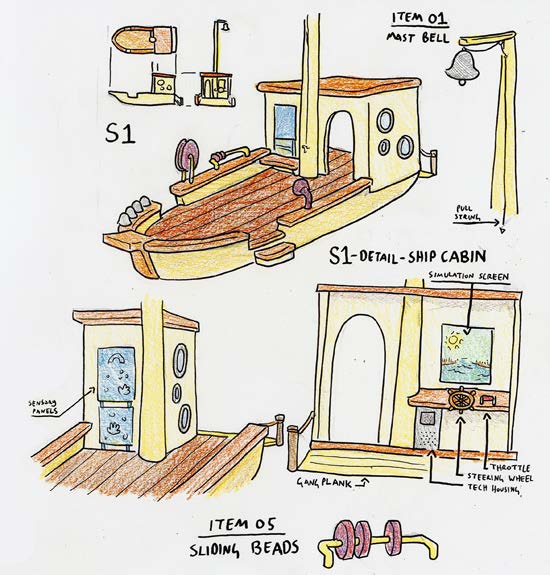 ITEM 01
MAST BELL
S1
PULL
STRING
S1-DETAIL-SHIP CABIN
SIMULATION SCREEN
SENSORY
PANELS
THROTTLE
STEERING WHEEL
TECH HOUSING
GANG PLANK
ITEM 05
SLIDING BEADS